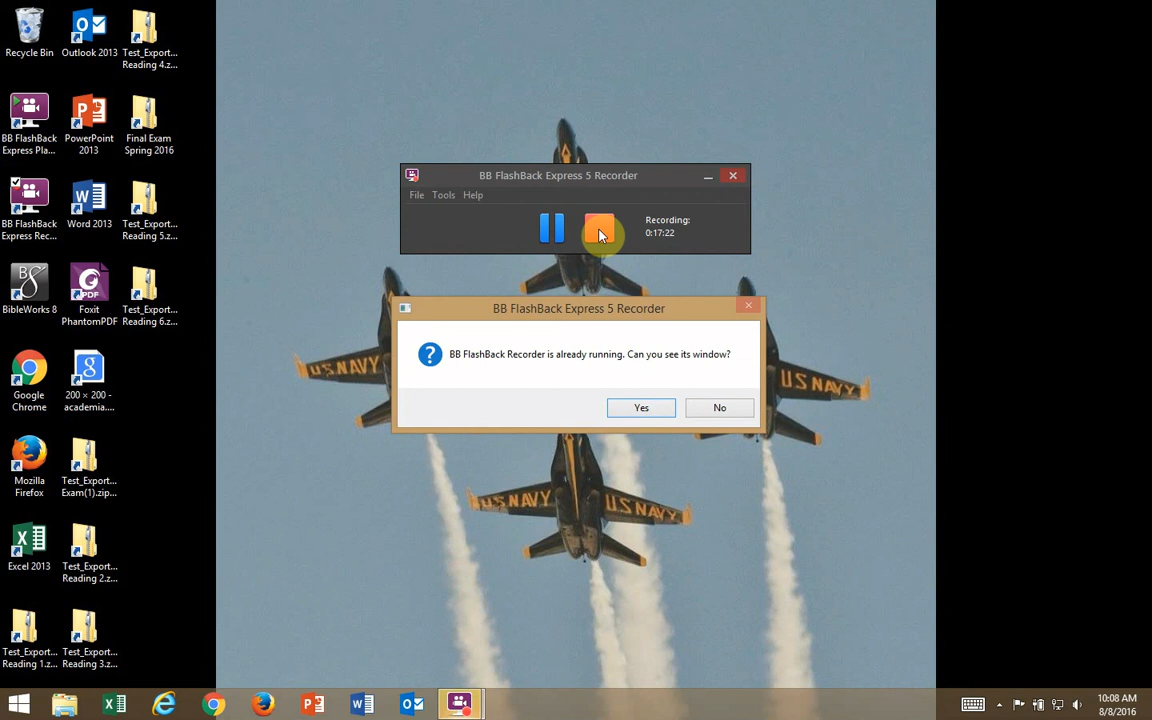 Recycle Bin
Outlook 2013
Test_Export...
Reading 4.z...
BB FlashBack
Express Pla...
PowerPoint
2013
Final Exam
Spring 2016
BB FlashBack
Express Rec...
Word 2013
Test_Export...
Reading 5.z...
BibleWorks 8
Foxit
PhantomPDF
PDF
Test_Export...
Reading 6.z...
Google
Chrome
200 × 200 -
academia....
Mozilla
Firefox
Test_Export...
Exam(1).zip...
Excel 2013
Test_Export...
Reading 2.z...
Test_Export...
Reading 1.z...
Test_Export...
Reading 3.z...
BB FlashBack Express 5 Recorder
File Tools Help
Recording:
0:17:22
BB FlashBack Express 5 Recorder
BB FlashBack Recorder is already running. Can you see its window?
Yes No
U.S. NAVY
U.S. NAVY
U.S. NAVY
U.S. NAVY
10:08 AM
8/8/2016